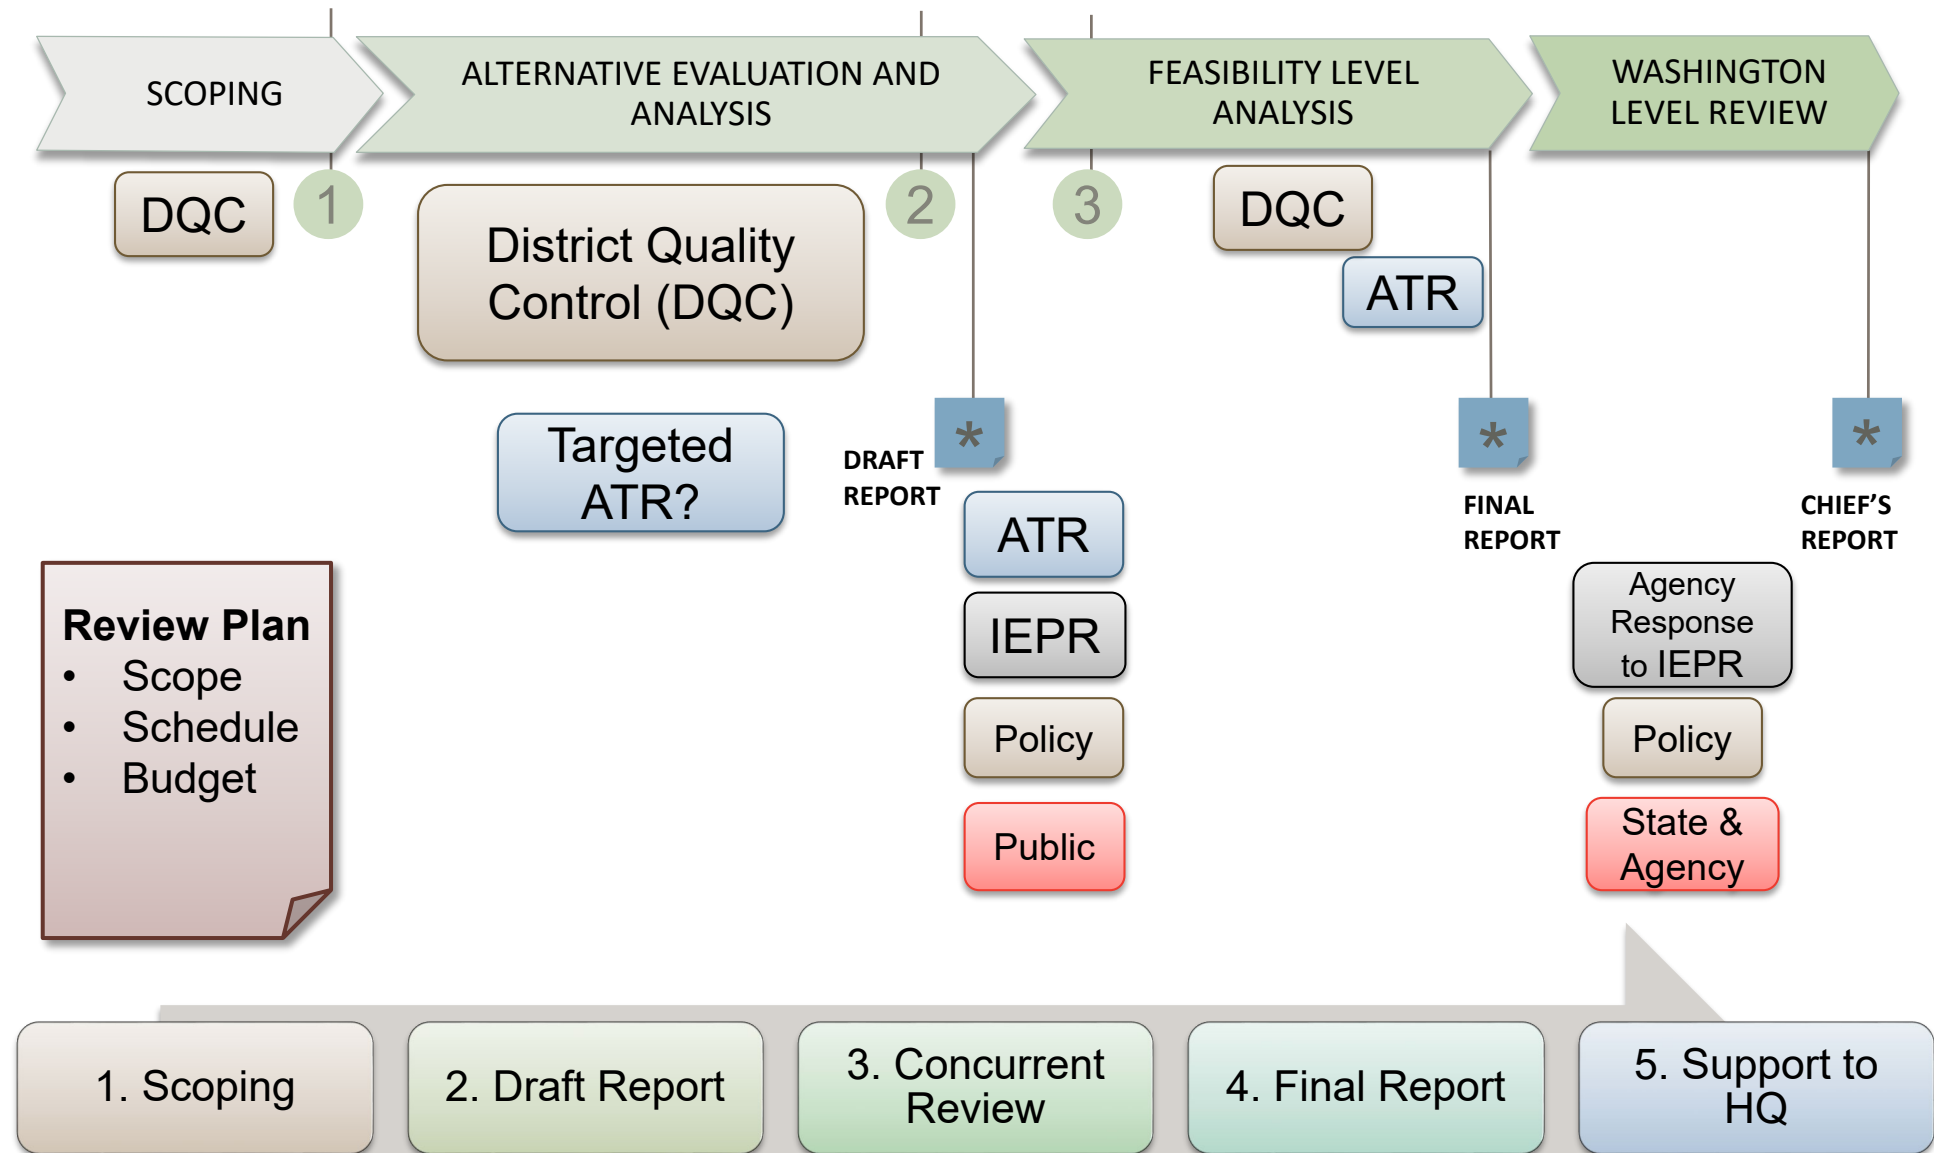 SCOPING
ALTERNATIVE EVALUATION AND
ANALYSIS
FEASIBILITY LEVEL
ANALYSIS
WASHINGTON
LEVEL REVIEW
DQC
1
District Quality
Control (DQC)
2
3
DQC
ATR
Targeted
ATR?
*
DRAFT
REPORT
*
FINAL
REPORT
*
CHIEF'S
REPORT
ATR
IEPR
Policy
Public
Agency
Response
to IEPR
Policy
State &
Agency
Review Plan
• Scope
• Schedule
• Budget
1. Scoping
2. Draft Report
3. Concurrent
Review
4. Final Report
5. Support to
HQ